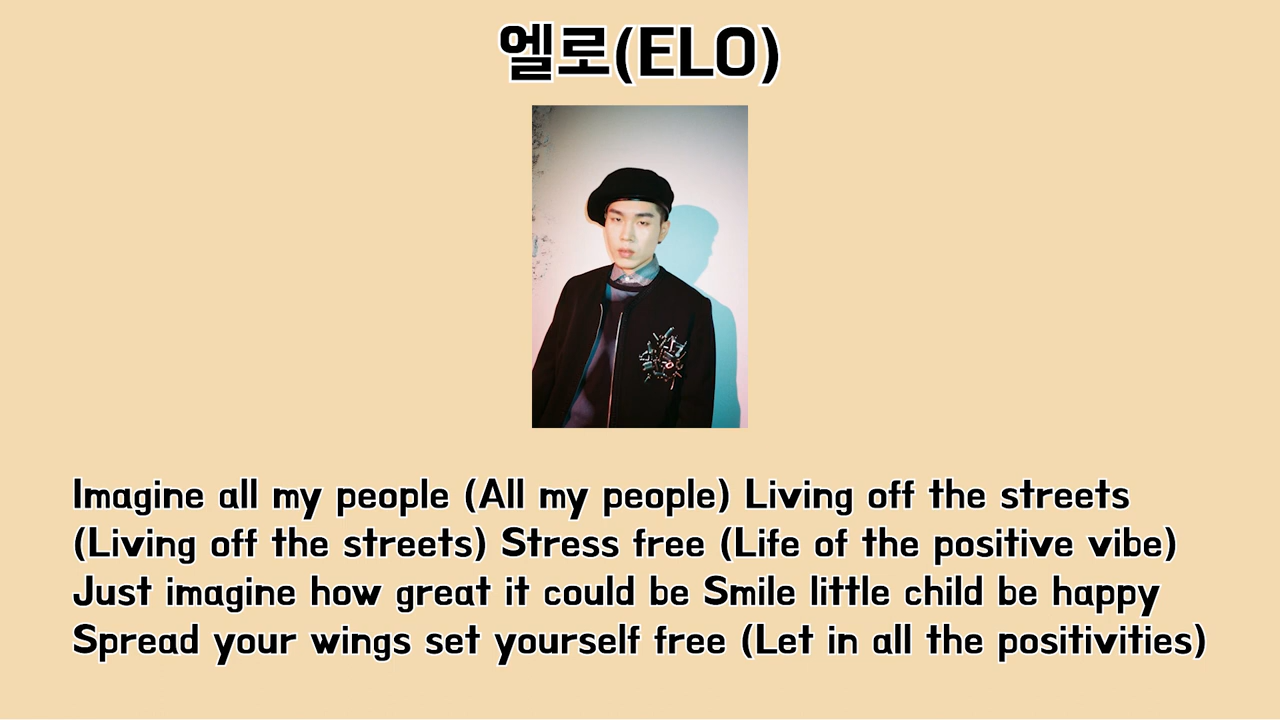 엘로(ELO)
Imagine all my people (All my people) Living off the streets
(Living off the streets) Stress free (Life of the positive vibe)
Just imagine how great it could be Smile little child be happy
Spread your wings set yourself free (Let in all the positivities)